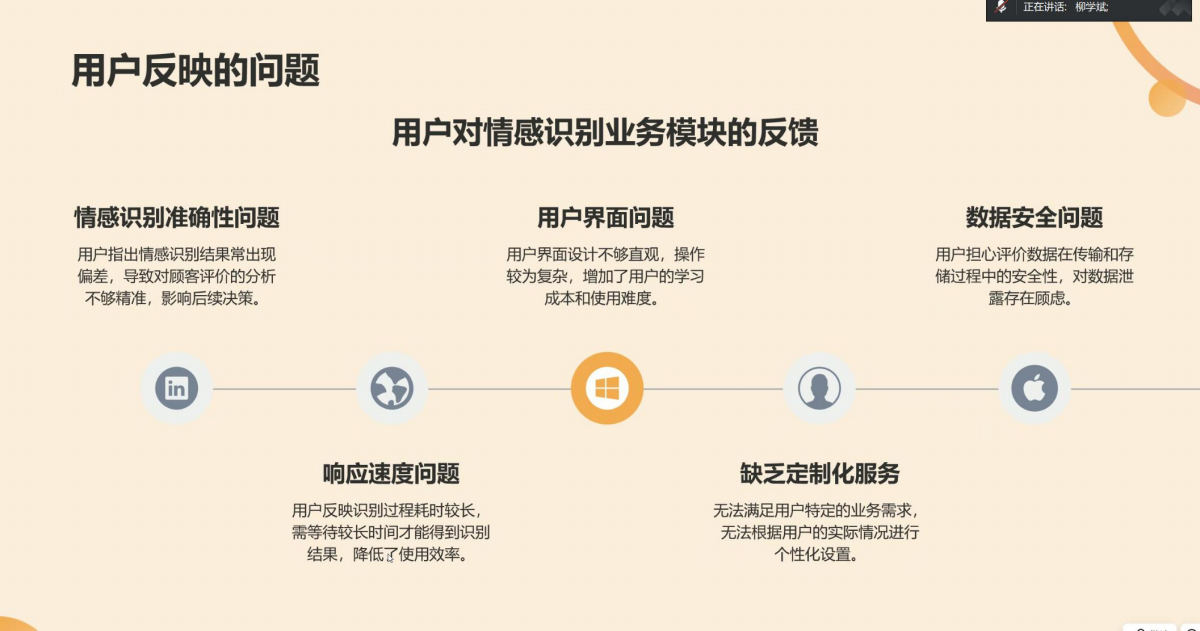 正在讲话: 柳学斌;
用户反映的问题
用户对情感识别业务模块的反馈
情感识别准确性问题
用户指出情感识别结果常出现
偏差，导致对顾客评价的分析
不够精准，影响后续决策。
用户界面问题
用户界面设计不够直观，操作
较为复杂，增加了用户的学习
成本和使用难度。
数据安全问题
用户担心评价数据在传输和存
储过程中的安全性，对数据泄
露存在顾虑。
in
响应速度问题
用户反映识别过程耗时较长，
需等待较长时间才能得到识别
结果，降低了使用效率。
缺乏定制化服务
无法满足用户特定的业务需求，
无法根据用户的实际情况进行
个性化设置。